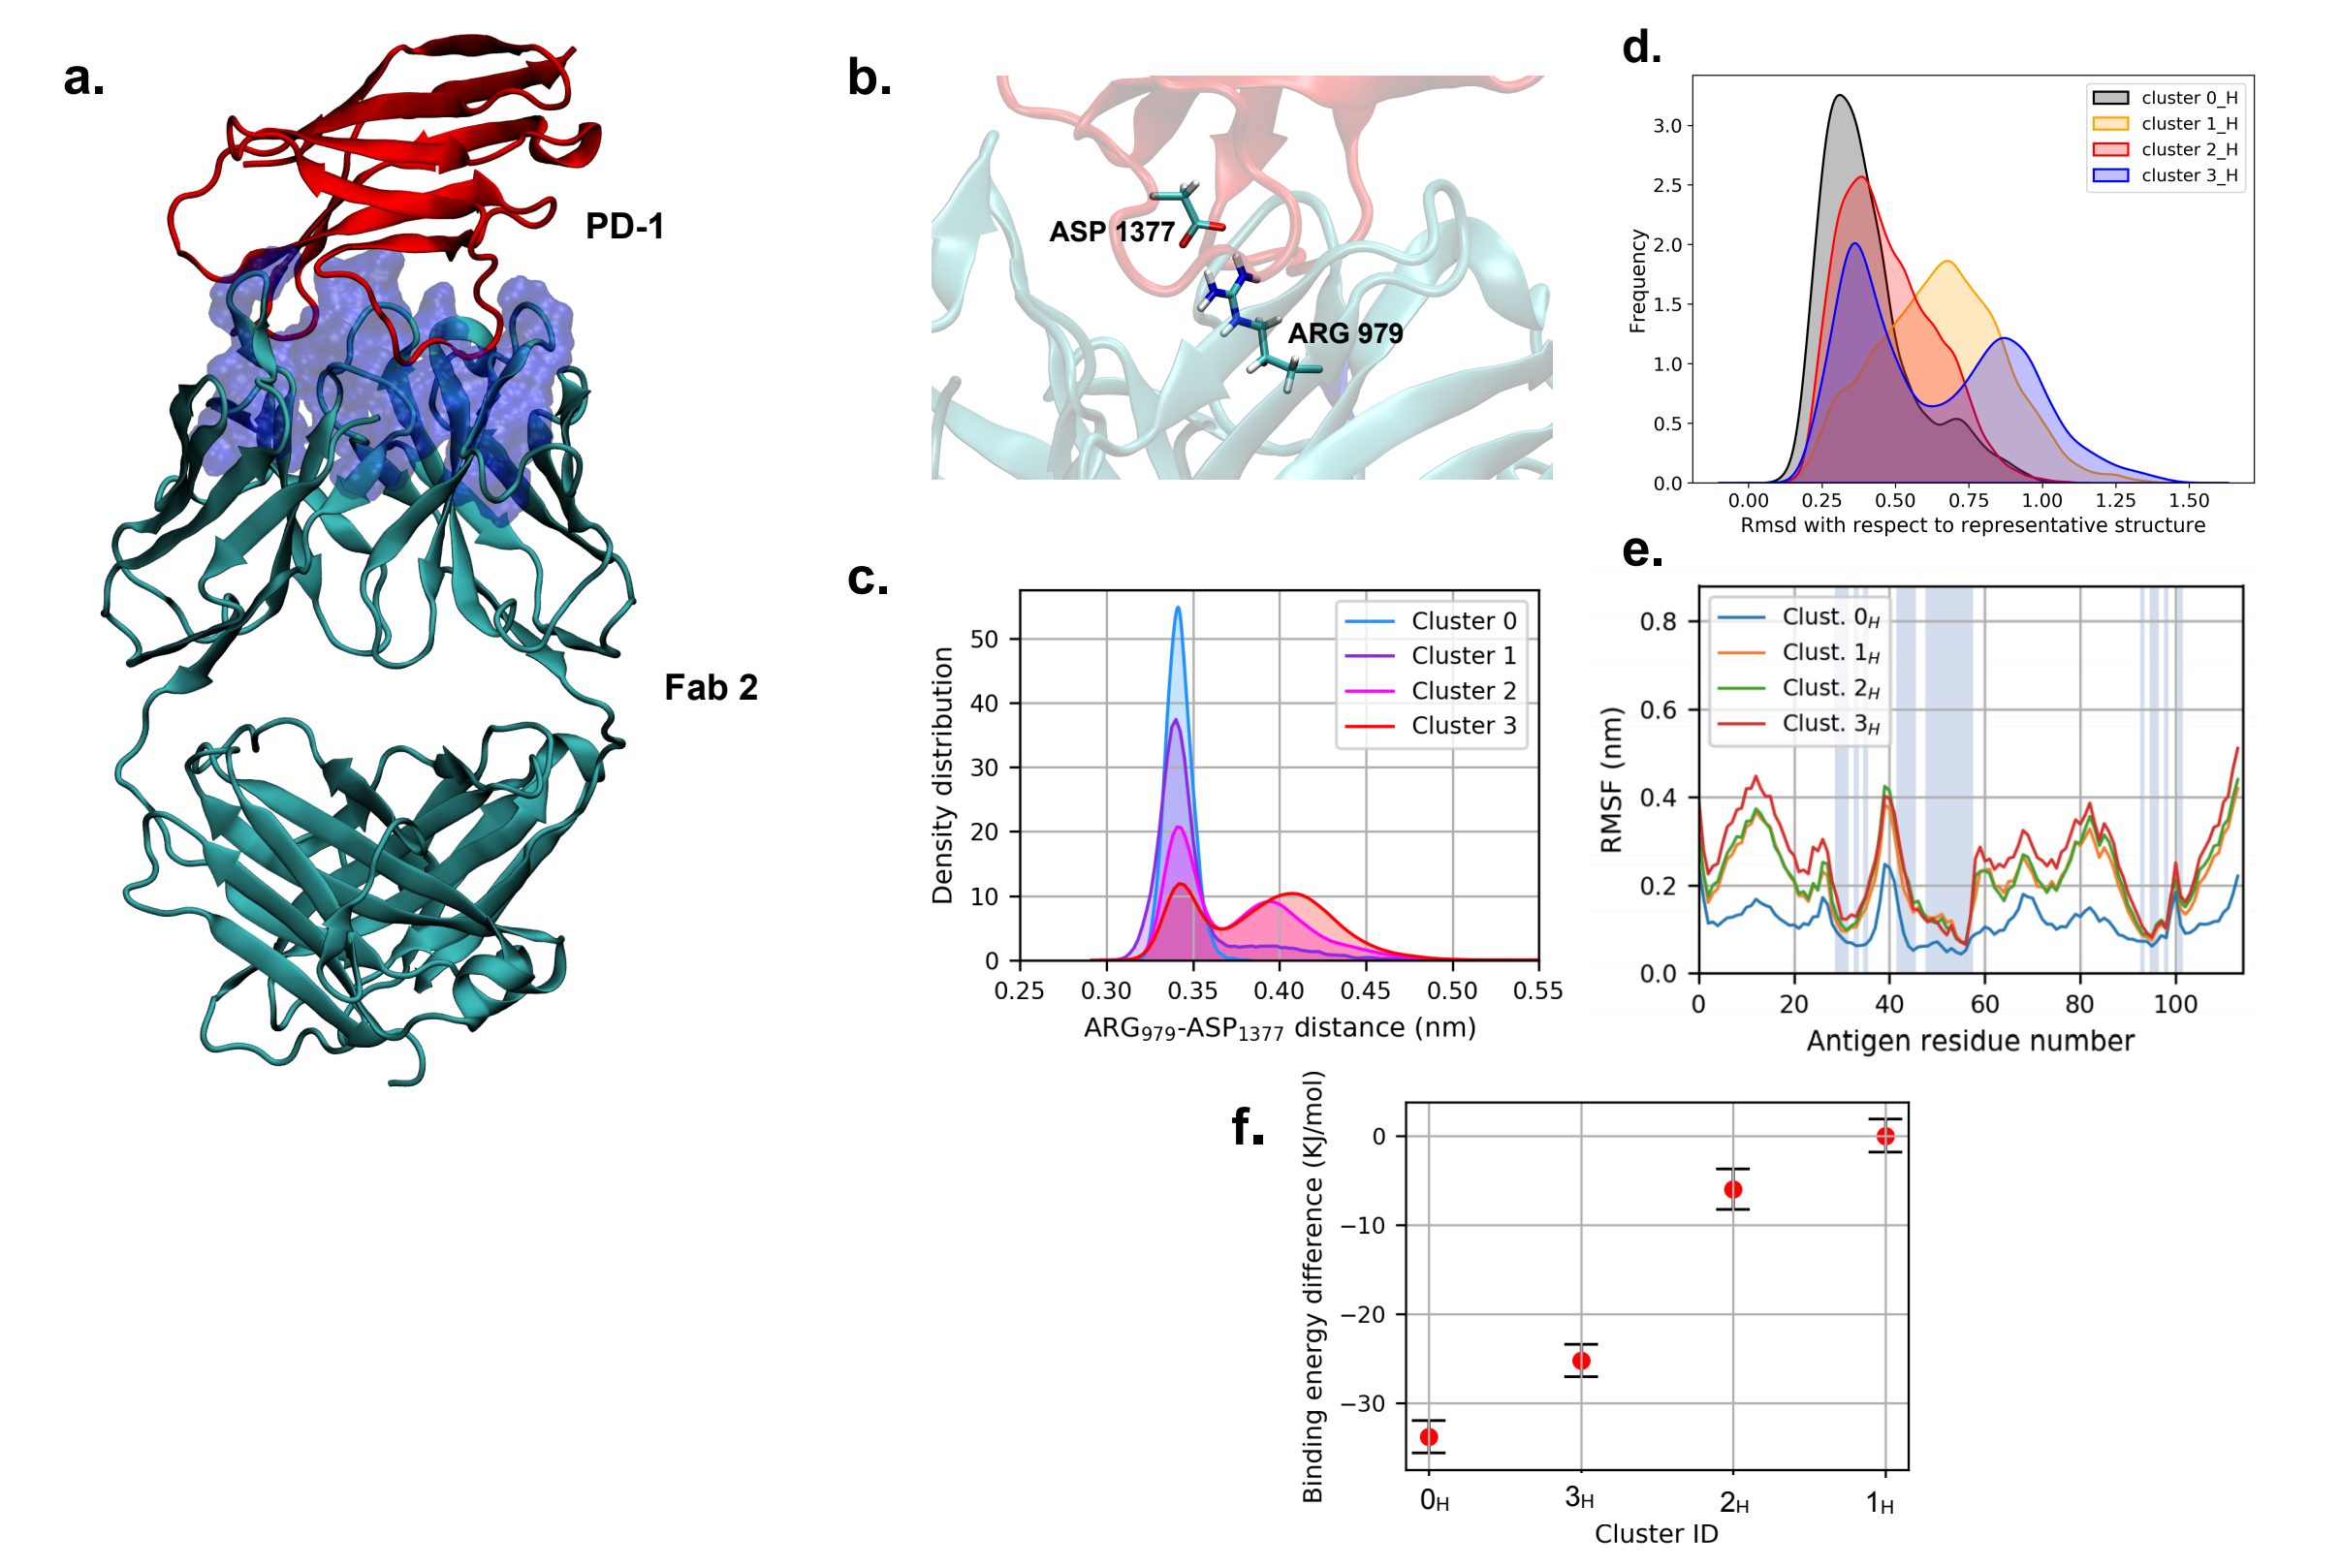 a.
PD-1
Fab 2
b.
ASP 1377
ARG 979
c.
Density distribution
50
40
30
20
10
0
Cluster 0
Cluster 1
Cluster 2
Cluster 3
0.25 0.30 0.35 0.40 0.45 0.50 0.55
ARG979-ASP1377 distance (nm)
d.
Frequency
3.0
2.5
2.0
1.5
1.0
0.5
0.0
cluster 0_H
cluster 1_H
cluster 2_H
cluster 3_H
0.00 0.25 0.50 0.75 1.00 1.25 1.50
Rmsd with respect to representative structure
e.
RMSF (nm)
0.8
0.6
0.4
0.2
0.0
Clust. 0H
Clust. 1H
Clust. 2H
Clust. 3H
0 20 40 60 80 100
Antigen residue number
f.
Binding energy difference (KJ/mol)
0
−10
−20
−30
0H 3H 2H 1H
Cluster ID